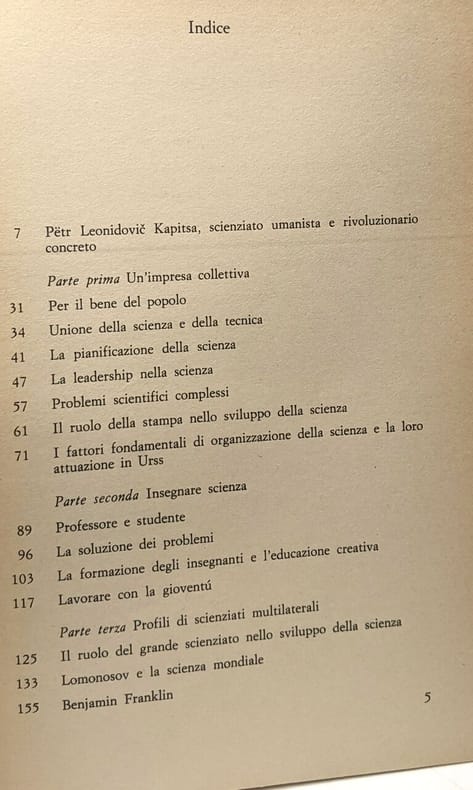 Indice
7 Pëtr Leonidovič Kapitsa, scienziato umanista e rivoluzionario
concreto
Parte prima Un'impresa collettiva
31 Per il bene del popolo
34 Unione della scienza e della tecnica
41 La pianificazione della scienza
47 La leadership nella scienza
57 Problemi scientifici complessi
61 Il ruolo della stampa nello sviluppo della scienza
71 I fattori fondamentali di organizzazione della scienza e la loro
attuazione in Urss
Parte seconda Insegnare scienza
89 Professore e studente
96 La soluzione dei problemi
103 La formazione degli insegnanti e l'educazione creativa
117 Lavorare con la gioventú
Parte terza Profili di scienziati multilaterali
125 Il ruolo del grande scienziato nello sviluppo della scienza
133 Lomonosov e la scienza mondiale
155 Benjamin Franklin
5